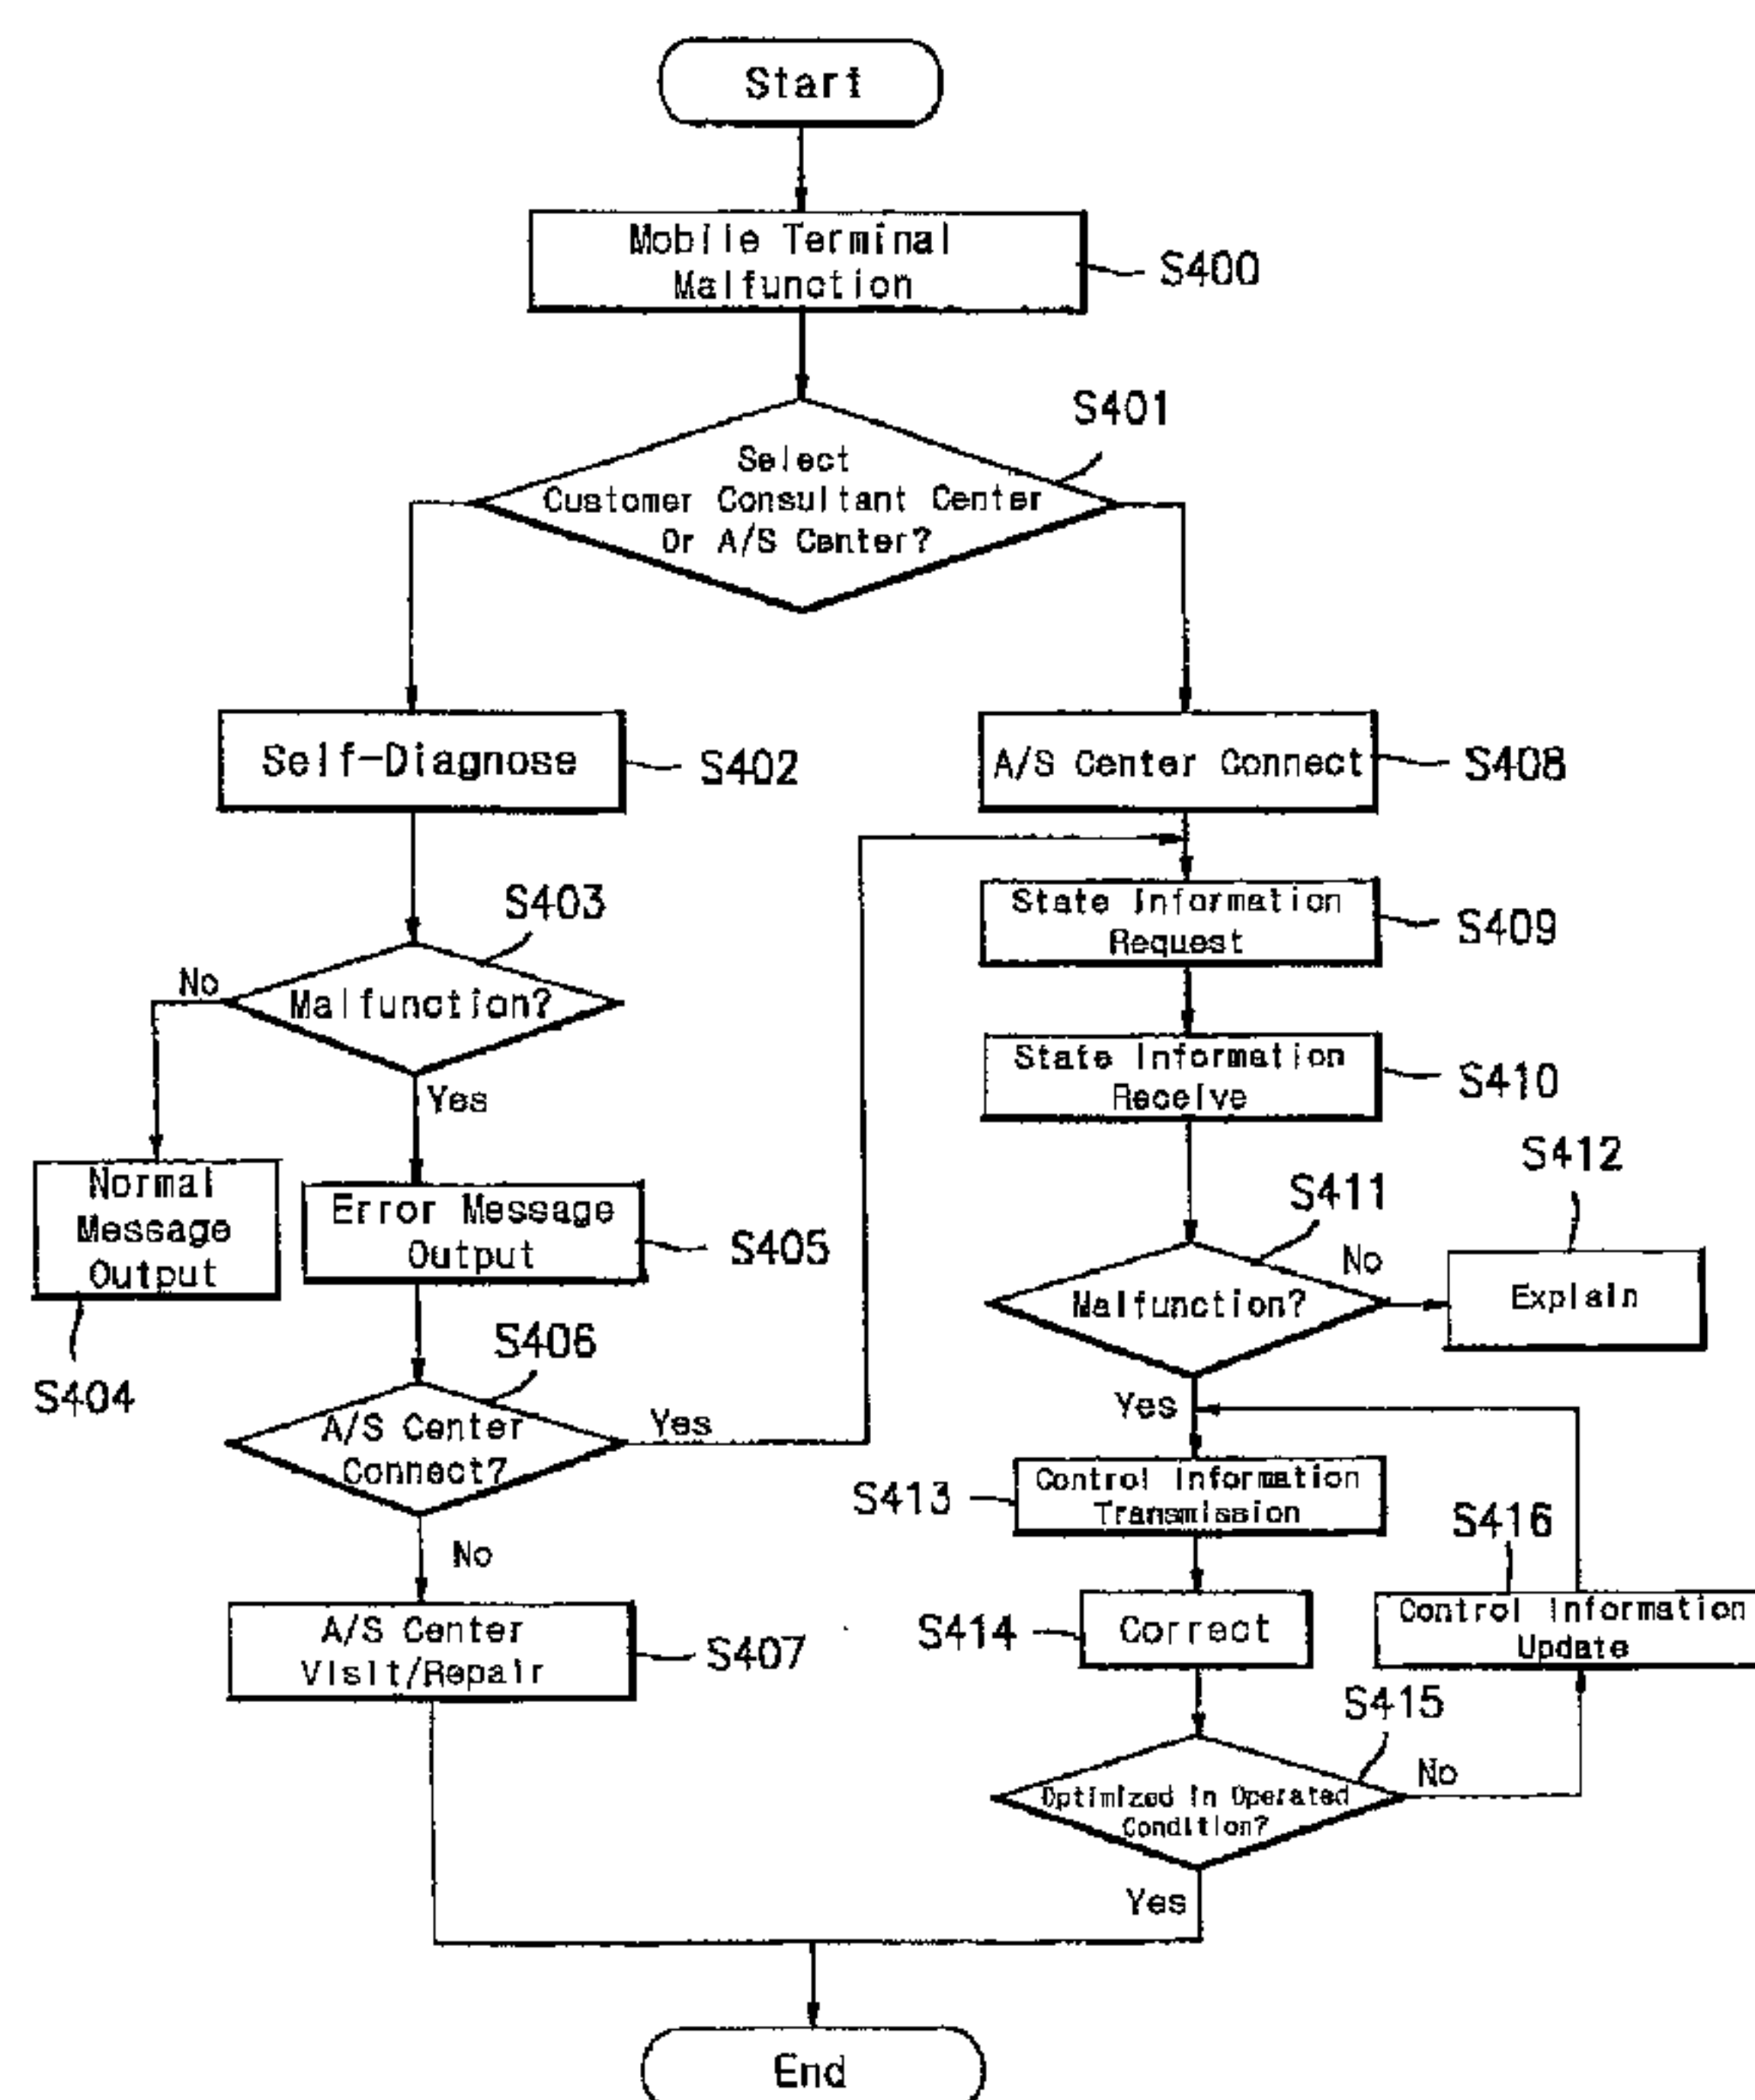 Start
Mobile Terminal
Malfunction
S400
S401
Select
Customer Consultant Center
Or A/S Center?
Self-Diagnose
S402
A/S Center Connect
S408
State Information
Request
S409
S403
No
Malfunction?
Yes
State Information
Receive
S410
Normal
Message
Output
S404
Error Message
Output
S405
S411
Malfunction?
No
S412
Explain
Yes
S406
A/S Center
Connect?
Yes
No
S413
Control Information
Transmission
S416
Control Information
Update
A/S Center
Visit/Repair
S407
S414
Correct
S415
Optimized in Operated
Condition?
No
Yes
End